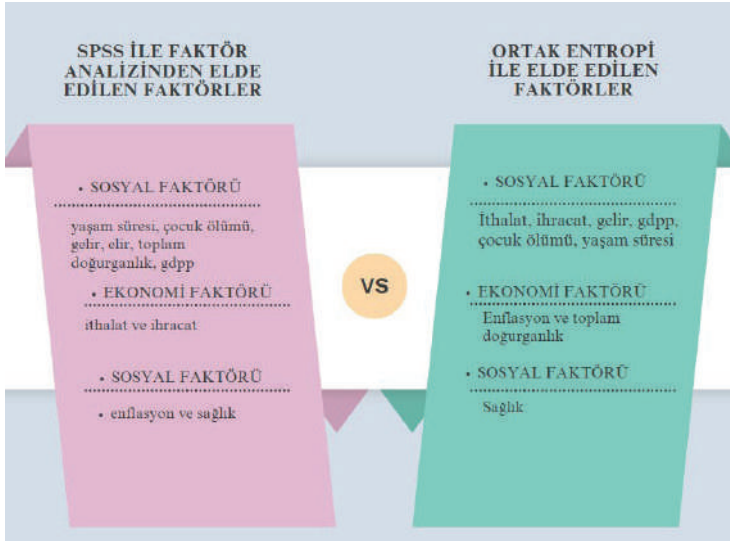 SPSS İLE FAKTÖR
ANALİZİNDEN ELDE
EDİLEN FAKTÖRLER
• SOSYAL FAKTÖRÜ
yaşam süresi, çocuk ölümü,
gelir, elir, toplam
doğurganlık, gdpp
• EKONOMİ FAKTÖRÜ
ithalat ve ihracat
• SOSYAL FAKTÖRÜ
• enflasyon ve sağlık
VS
ORTAK ENTROPİ
İLE ELDE EDİLEN
FAKTÖRLER
• SOSYAL FAKTÖRÜ
İthalat, ihracat, gelir, gdpp,
çocuk ölümü, yaşam süresi
• EKONOMİ FAKTÖRÜ
Enflasyon ve toplam
doğurganlık
• SOSYAL FAKTÖRÜ
Sağlık